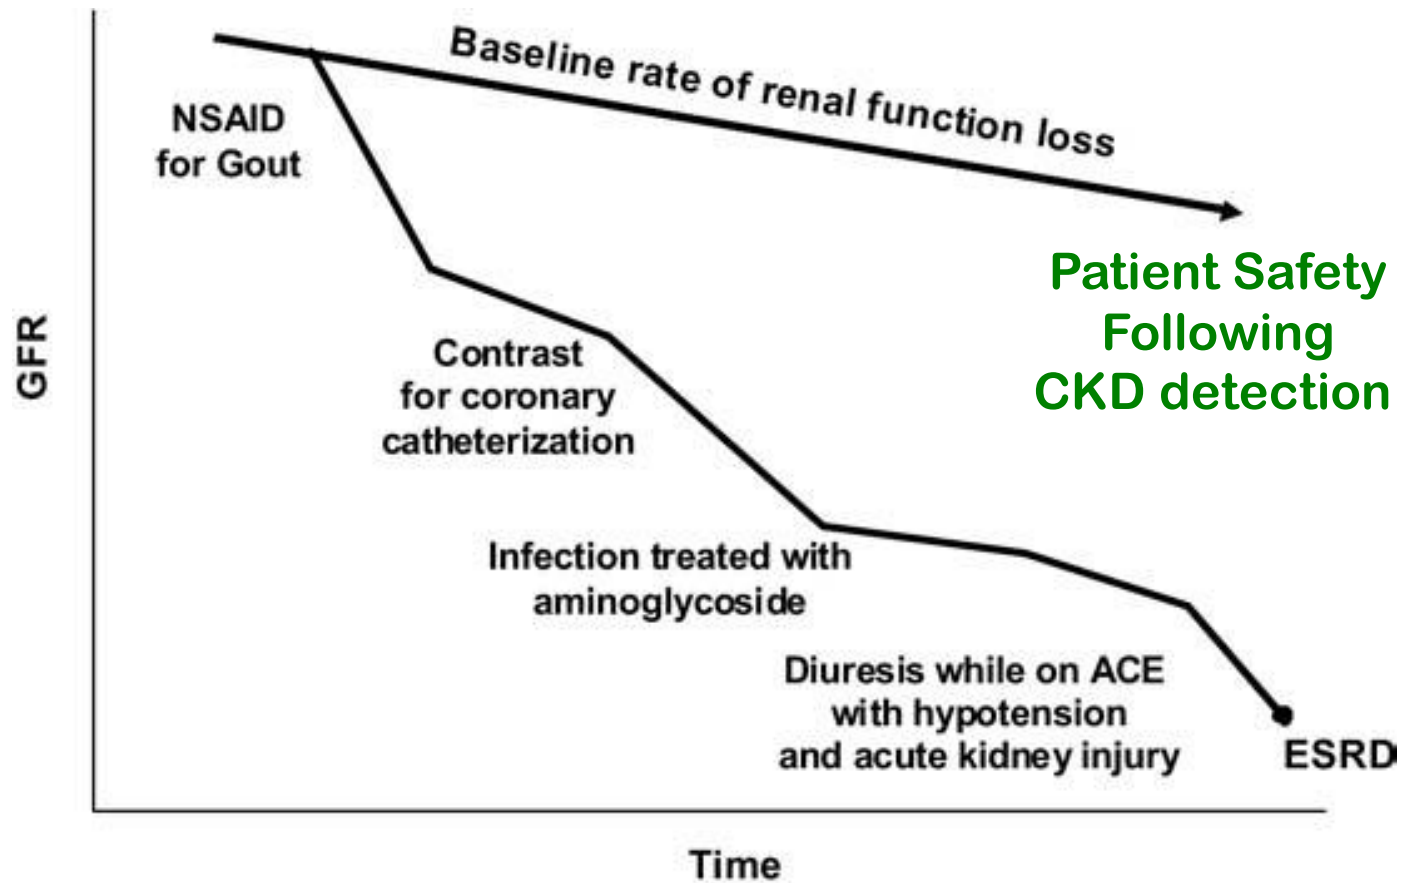 Baseline rate of renal function loss
NSAID
for Gout
Patient Safety
Following
CKD detection
GFR
Contrast
for coronary
catheterization
Infection treated with
aminoglycoside
Diuresis while on ACE
with hypotension
and acute kidney injury
ESRD
Time